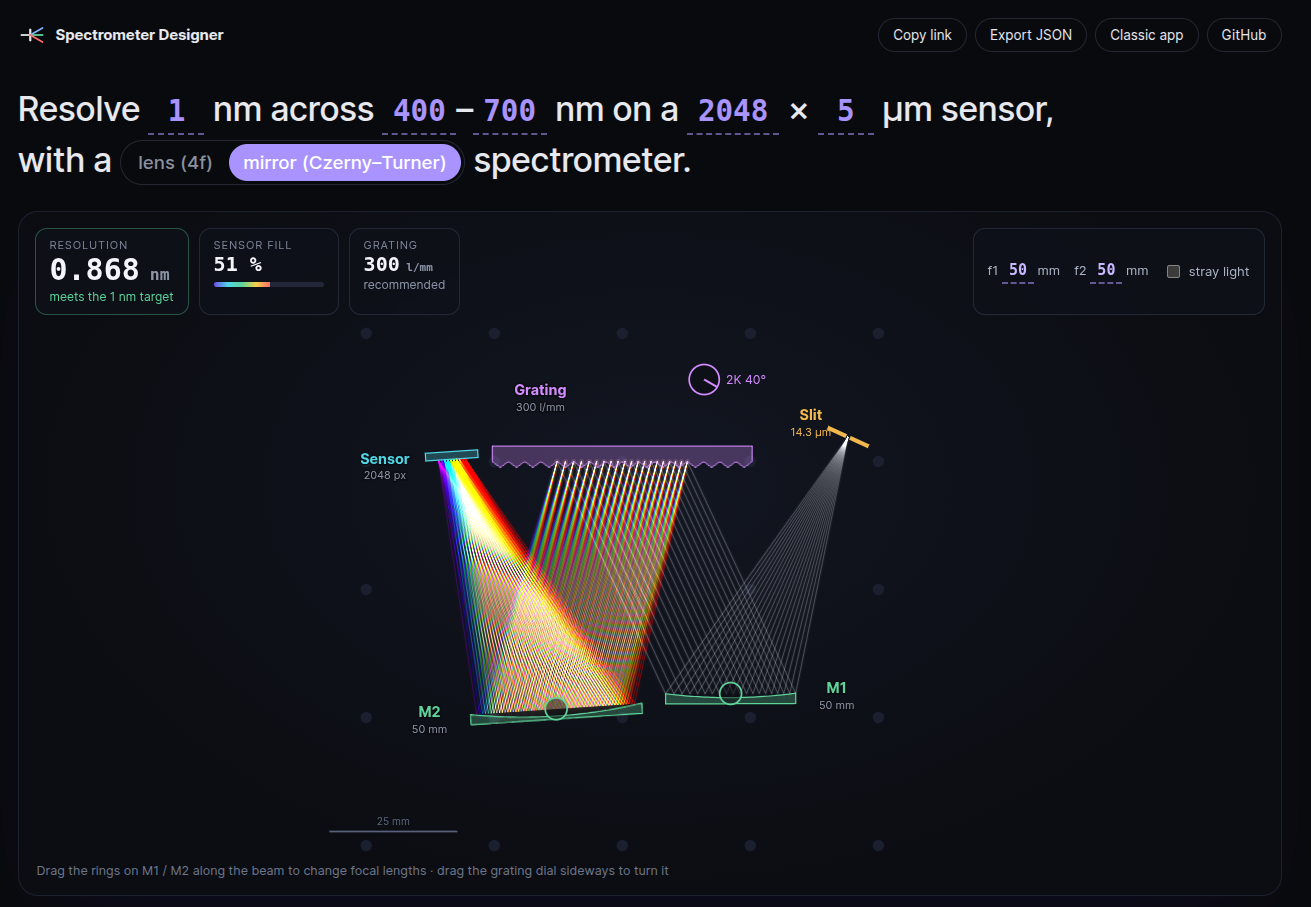 Spectrometer Designer
Copy link
Export JSON
Classic app
GitHub
Resolve 1 nm across 400 – 700 nm on a 2048 × 5 µm sensor,
with a lens (4f) mirror (Czerny–Turner) spectrometer.
RESOLUTION
0.868 nm
meets the 1 nm target
SENSOR FILL
51 %
GRATING
300 l/mm
recommended
f1 50 mm f2 50 mm stray light
2K 40°
Grating
300 l/mm
Slit
14.3 µm
Sensor
2048 px
M1
50 mm
M2
50 mm
25 mm
Drag the rings on M1 / M2 along the beam to change focal lengths · drag the grating dial sideways to turn it